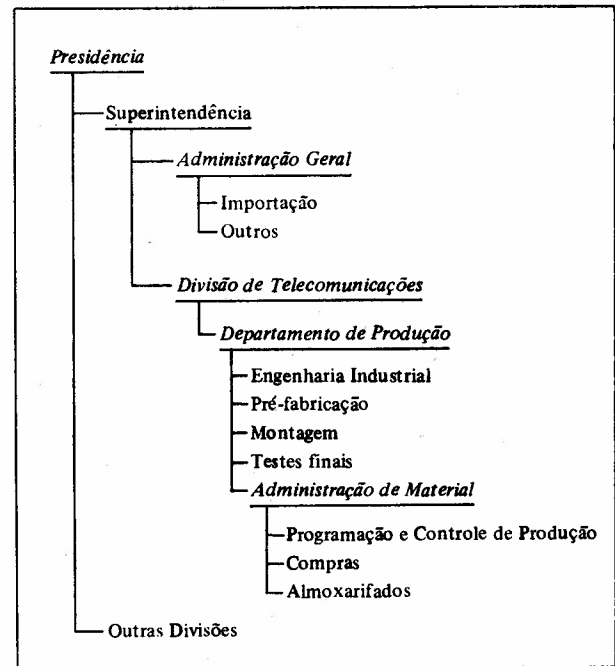 Presidência
Superintendência
Administração Geral
Importação
Outros
Divisão de Telecomunicações
Departamento de Produção
Engenharia Industrial
Pré-fabricação
Montagem
Testes finais
Administração de Material
Programação e Controle de Produção
Compras
Almoxarifados
Outras Divisões